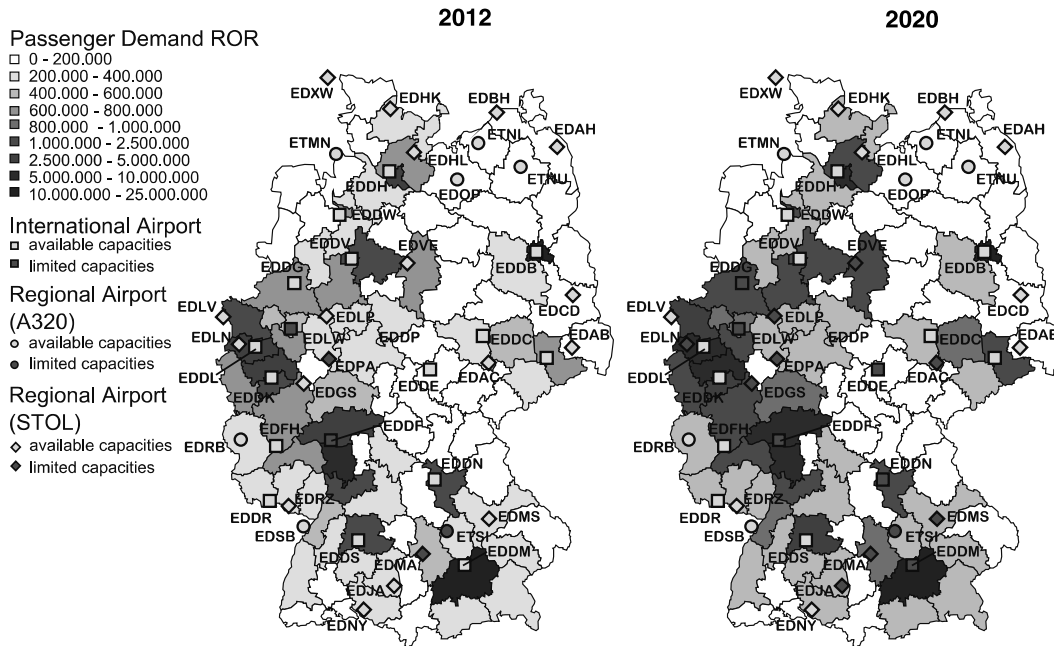 2012
2020
Passenger Demand ROR
0 - 200.000
200.000 - 400.000
400.000 - 600.000
600.000 - 800.000
800.000 - 1.000.000
1.000.000 - 2.500.000
2.500.000 - 5.000.000
5.000.000 - 10.000.000
10.000.000 - 25.000.000
International Airport
available capacities
limited capacities
Regional Airport
(A320)
available capacities
limited capacities
Regional Airport
(STOL)
available capacities
limited capacities
EDXW
EDHK
EDBH
ETNL
EDAH
ETMN
EDHL
ETNU
EDDH
EDOP
EDDW
EDDV
EDVE
EDDG
EDDB
EDLV
EDLP
EDCD
EDLN
EDLW
EDDP
EDDC
EDAB
EDDL
EDPA
EDAC
EDDE
EDDK
EDGS
EDFH
EDDF
EDRB
EDDN
EDRZ
EDDR
EDMS
EDSB
ETSI
EDDS
EDMA
EDDM
EDJA
EDNY
EDXW
EDHK
EDBH
ETNL
EDAH
ETMN
EDHL
ETNU
EDDH
EDOP
EDDW
EDDV
EDVE
EDDG
EDDB
EDLV
EDLP
EDCD
EDLN
EDLW
EDDP
EDDC
EDAB
EDDL
EDPA
EDAC
EDDE
EDDK
EDGS
EDFH
EDDF
EDRB
EDDN
EDRZ
EDDR
EDMS
EDSB
ETSI
EDDS
EDMA
EDDM
EDJA
EDNY